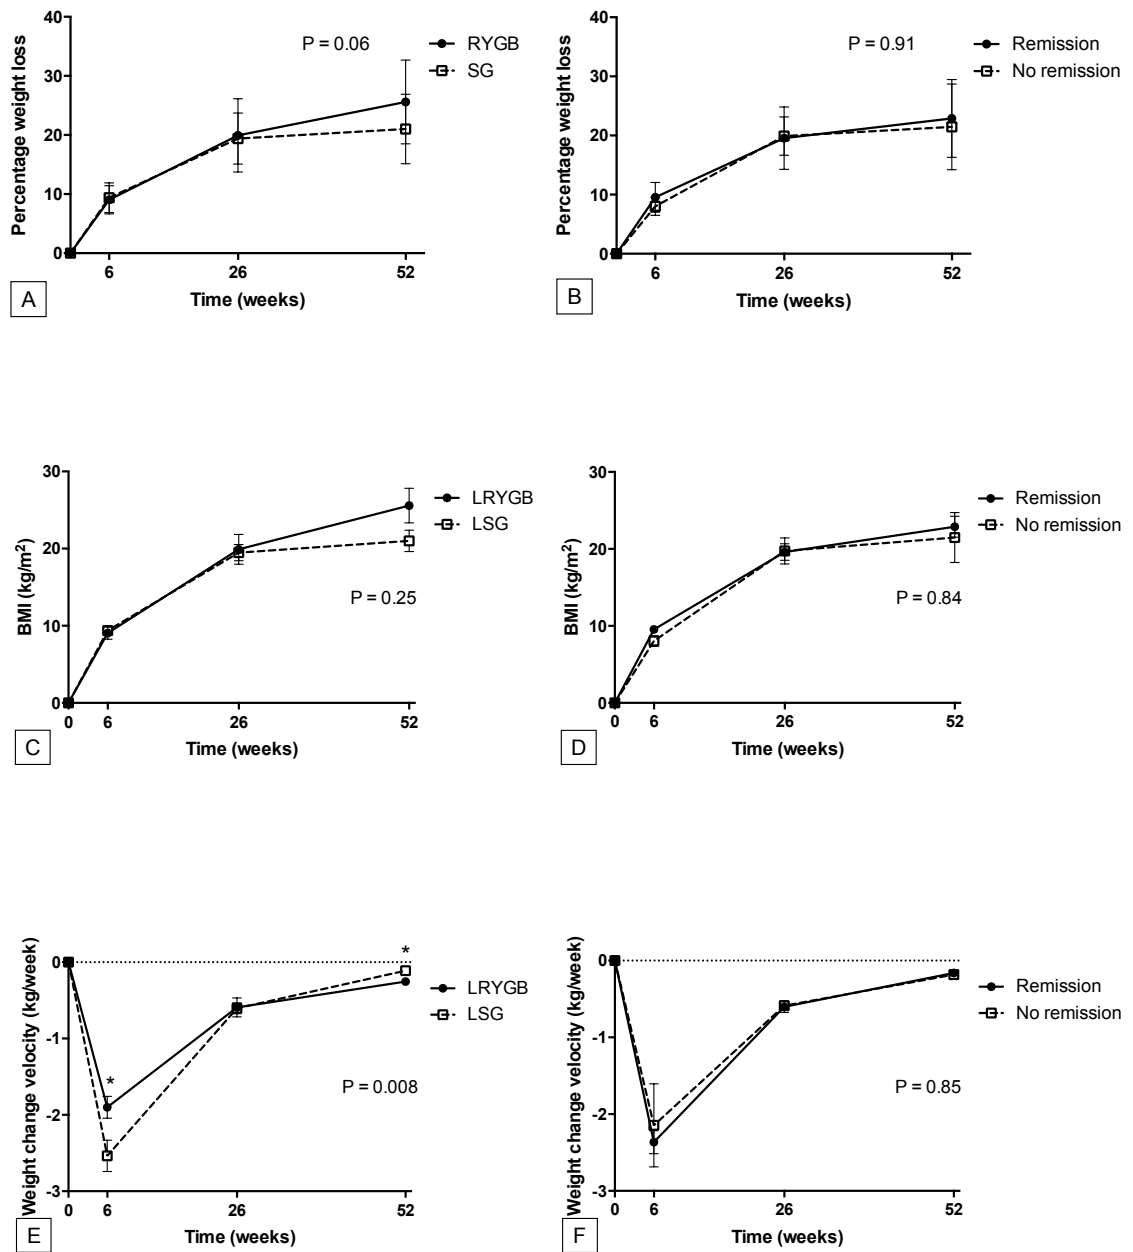 40
30
20
10
0
Percentage weight loss
P = 0.06
RYGB
SG
6
26
52
Time (weeks)
A
40
30
20
10
0
Percentage weight loss
P = 0.91
Remission
No remission
6
26
52
Time (weeks)
B
30
20
10
0
BMI (kg/m²)
LRYGB
LSG
P = 0.25
0
6
26
52
Time (weeks)
C
30
20
10
0
BMI (kg/m²)
Remission
No remission
P = 0.84
0
6
26
52
Time (weeks)
D
0
-1
-2
-3
Weight change velocity (kg/week)
*
*
LRYGB
LSG
P = 0.008
0
6
26
52
Time (weeks)
E
0
-1
-2
-3
Weight change velocity (kg/week)
Remission
No remission
P = 0.85
0
6
26
52
Time (weeks)
F